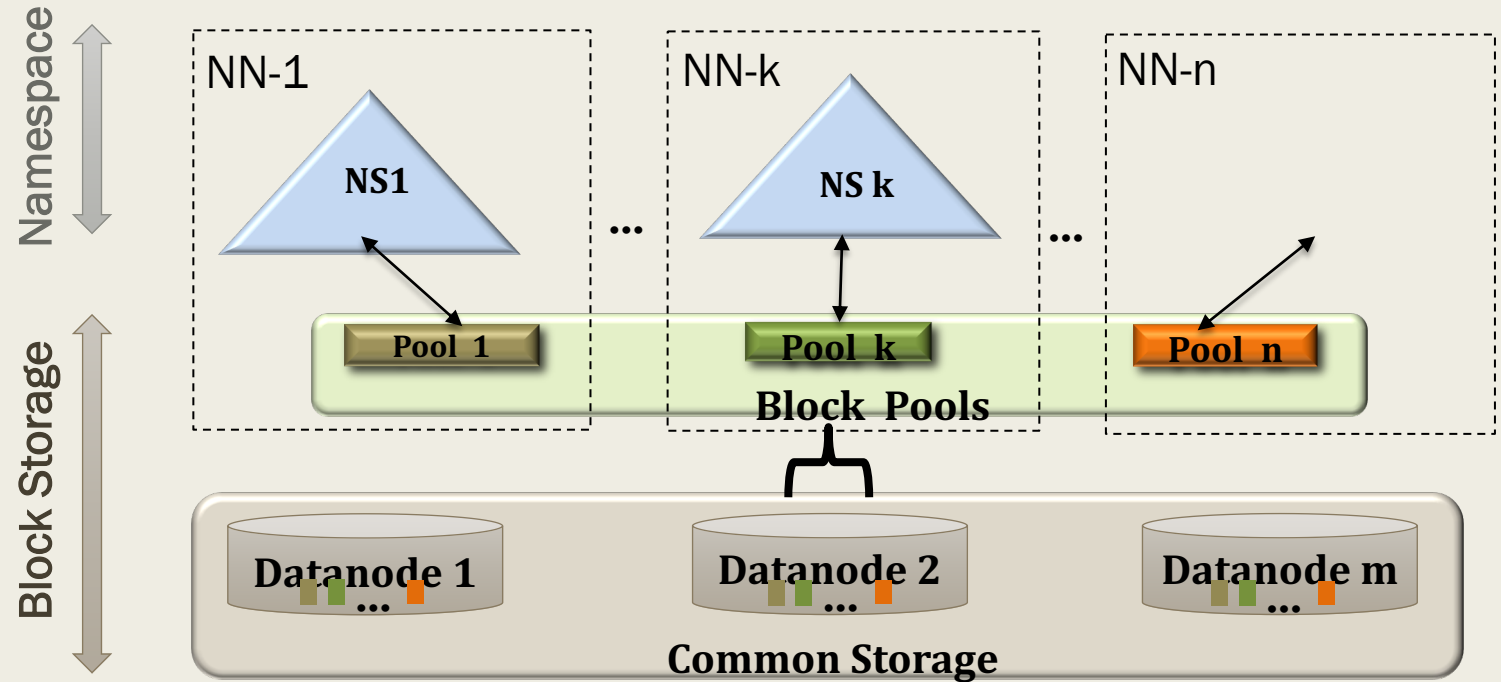 Namespace
NN-1
NN-k
NN-n
NS1
NS k
...
...
Block Storage
Pool 1
Pool k
Pool n
Block Pools
Datanode 1
...
Datanode 2
...
Datanode m
...
Common Storage